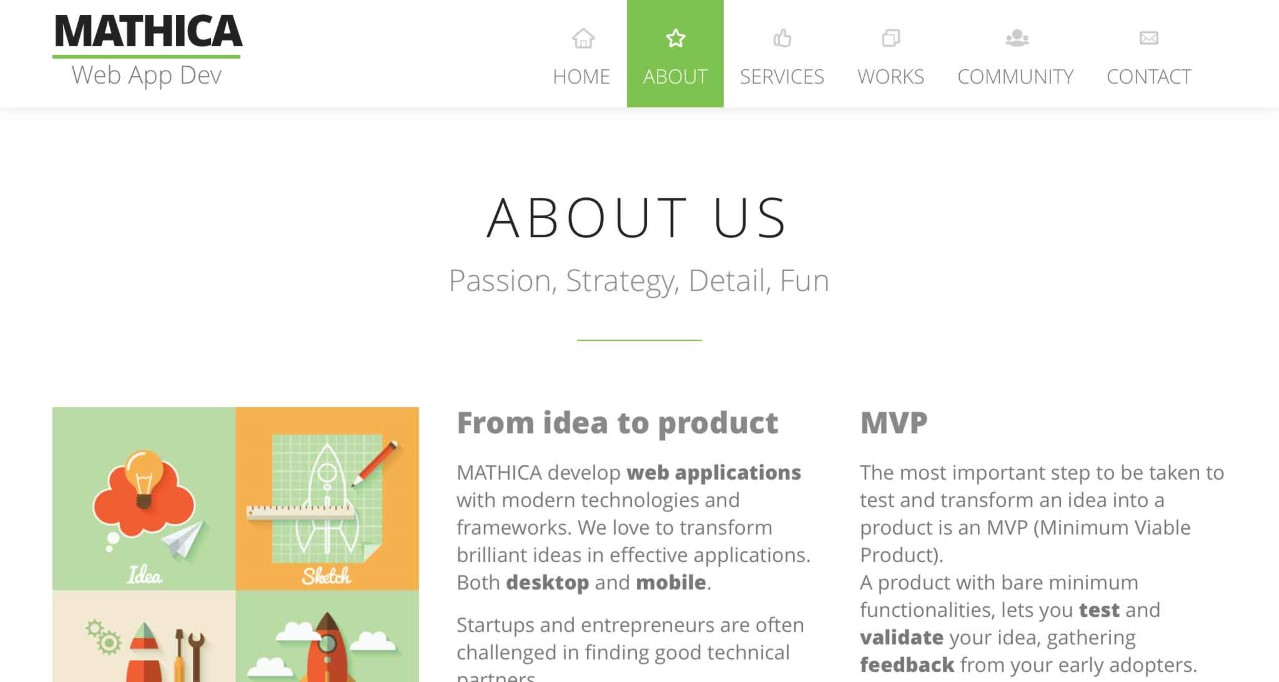 MATHICA
Web App Dev
HOME
ABOUT
SERVICES
WORKS
COMMUNITY
CONTACT
ABOUT US
Passion, Strategy, Detail, Fun
Idea
Sketch
From idea to product
MATHICA develop web applications
with modern technologies and
frameworks. We love to transform
brilliant ideas in effective applications.
Both desktop and mobile.
Startups and entrepreneurs are often
challenged in finding good technical
partners.
MVP
The most important step to be taken to
test and transform an idea into a
product is an MVP (Minimum Viable
Product).
A product with bare minimum
functionalities, lets you test and
validate your idea, gathering
feedback from your early adopters.